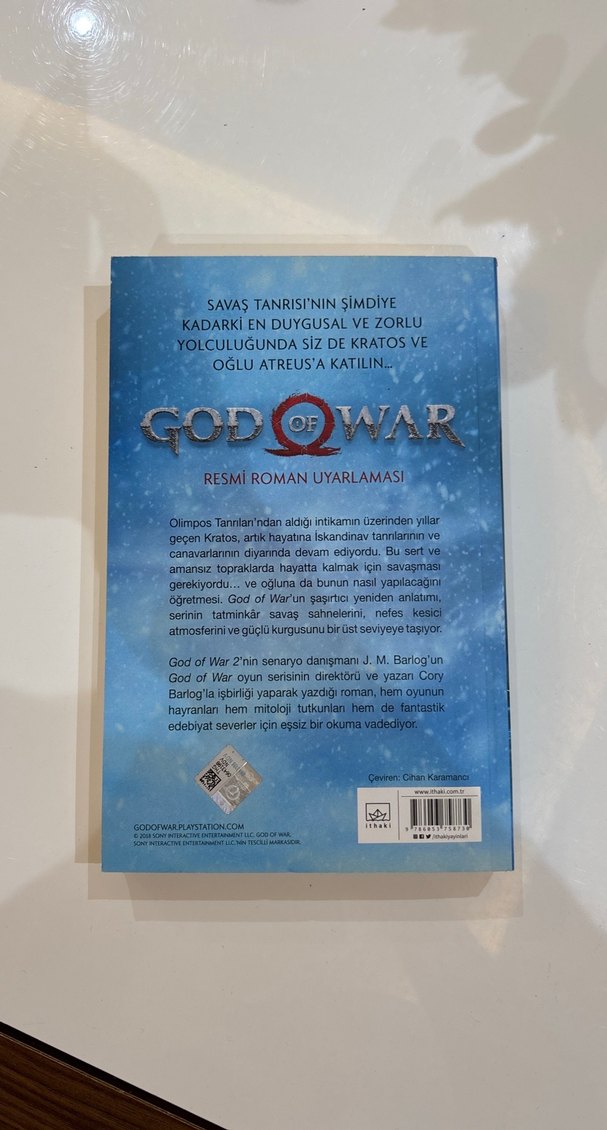 SAVAŞ TANRISI'NIN ŞİMDİYE
KADARKİ EN DUYGUSAL VE ZORLU
YOLCULUĞUNDA SİZ DE KRATOS VE
OĞLU ATREUS'A KATILIN...
GOD OF WAR
RESMİ ROMAN UYARLAMASI
Olimpos Tanrıları'ndan aldığı intikamın üzerinden yıllar
geçen Kratos, artık hayatına İskandinav tanrılarının ve
canavarlarının diyarında devam ediyordu. Bu sert ve
amansız topraklarda hayatta kalmak için savaşması
gerekiyordu... ve oğluna da bunun nasıl yapılacağını
öğretmesi. God of War'un şaşırtıcı yeniden anlatımı,
serinin tatminkâr savaş sahnelerini, nefes kesici
atmosferini ve güçlü kurgusunu bir üst seviyeye taşıyor.
God of War 2'nin senaryo danışmanı J. M. Barlog'un
God of War oyun serisinin direktörü ve yazarı Cory
Barlog'la işbirliği yaparak yazdığı roman, hem oyunun
hayranları hem mitoloji tutkunları hem de fantastik
edebiyat severler için eşsiz bir okuma vadediyor.
Çeviren: Cihan Karamancı
www.ithaki.com.tr
ithaki
9 786053 758730
/ithakiyayinlari
GODOFWAR.PLAYSTATION.COM
© 2018 SONY INTERACTIVE ENTERTAINMENT LLC. GOD OF WAR,
SONY INTERACTIVE ENTERTAINMENT LLC.'NİN TESCİLLİ MARKASIDIR.